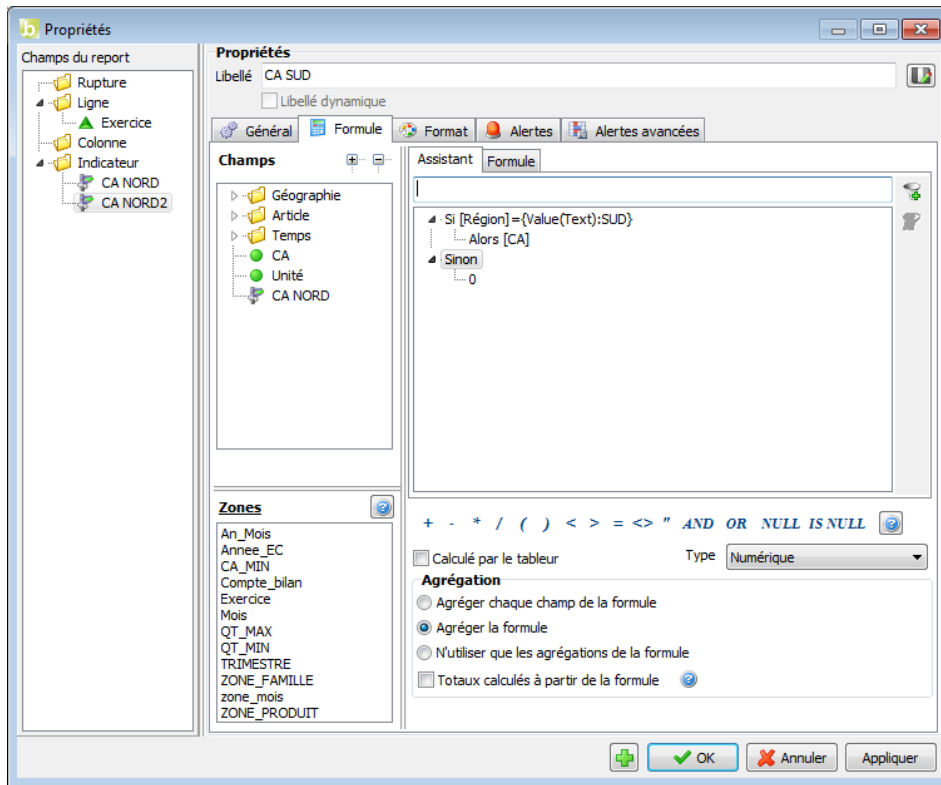 Propriétés
Champs du report
Rupture
Ligne
Exercice
Colonne
Indicateur
CA NORD
CA NORD2
Propriétés
Libellé CA SUD
Libellé dynamique
Général Formule Format Alertes Alertes avancées
Champs
Géographie
Article
Temps
CA
Unité
CA NORD
Assistant Formule
Si [Région]={Value(Text):SUD}
Alors [CA]
Sinon
0
Zones
An_Mois
Annee_EC
CA_MIN
Compte_bilan
Exercice
Mois
QT_MAX
QT_MIN
TRIMESTRE
ZONE_FAMILLE
zone_mois
ZONE_PRODUIT
+ - * / ( ) < > = <> " AND OR NULL IS NULL
Calculé par le tableur Type Numérique
Agrégation
Agréger chaque champ de la formule
Agréger la formule
N'utiliser que les agrégations de la formule
Totaux calculés à partir de la formule
OK Annuler Appliquer